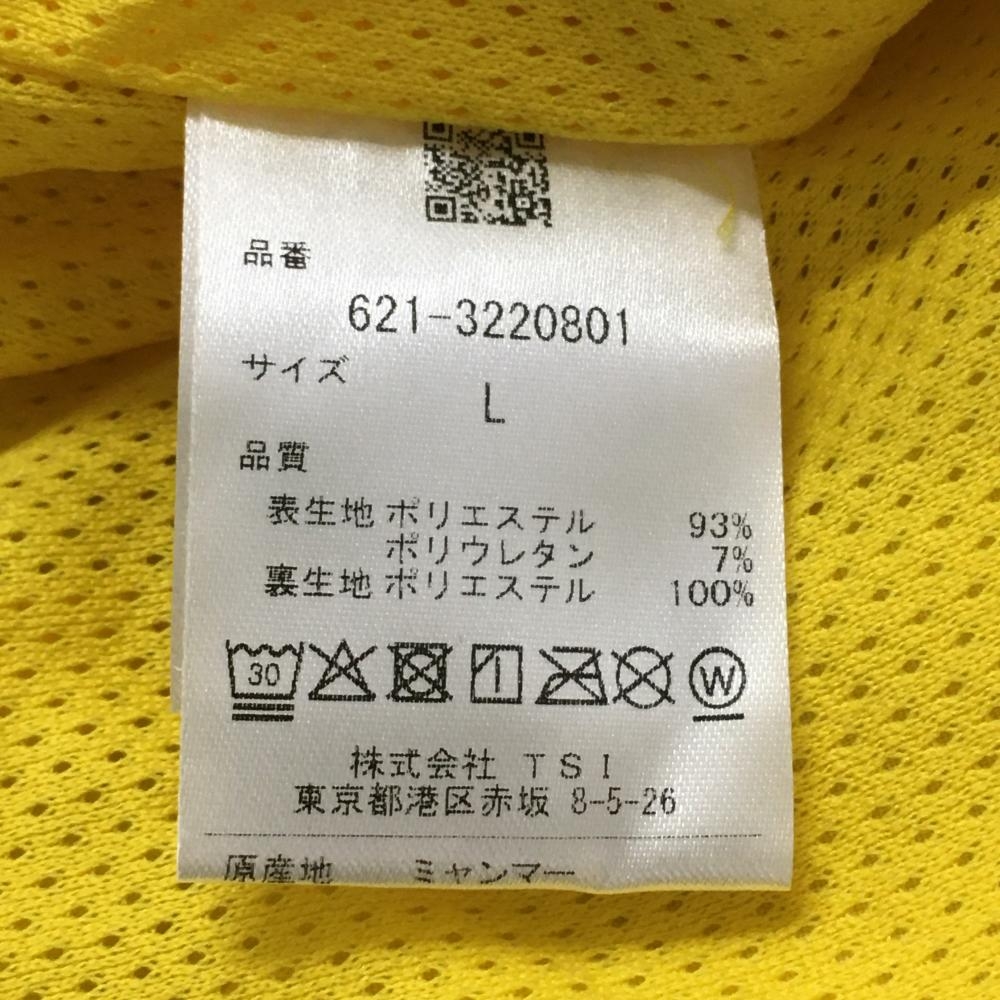 品番
621-3220801
サイズ
L
品質
表生地 ポリエステル 93%
ポリウレタン 7%
裏生地 ポリエステル 100%
30
W
株式会社 TSI
東京都港区赤坂 8-5-26
原産地 ミャンマー